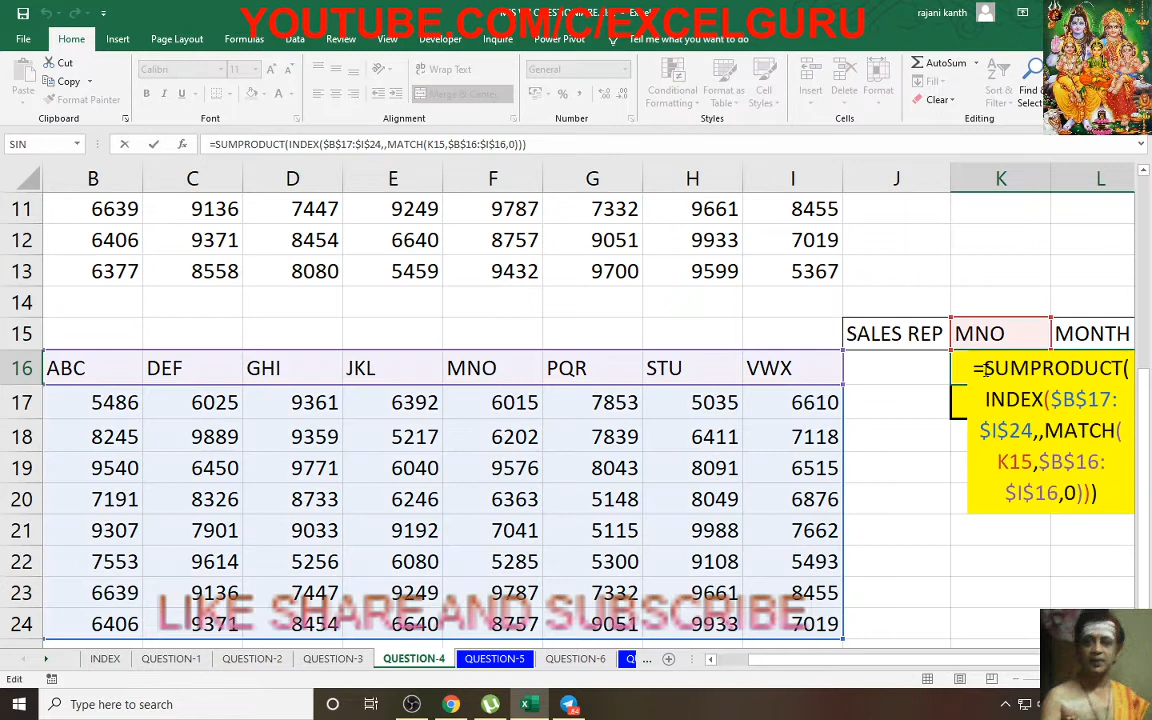 YOUTUBE.COM/C/EXCELGURU
rajani kanth
File Home Insert Page Layout Formulas Data Review View Developer Inquire Power Pivot Tell me what you want to do
Cut
Copy
Format Painter
Paste
Calibri 11
B I U
Wrap Text
Merge & Center
General
Conditional Formatting
Format as Table
Cell Styles
Insert Delete Format
AutoSum
Fill
Clear
Sort Filter
Find Select
Clipboard Font Alignment Number Styles Cells Editing
SIN =SUMPRODUCT(INDEX($B$17:$I$24,,MATCH(K15,$B$16:$I$16,0)))
B C D E F G H I J K L
11 6639 9136 7447 9249 9787 7332 9661 8455
12 6406 9371 8454 6640 8757 9051 9933 7019
13 6377 8558 8080 5459 9432 9700 9599 5367
14
15 SALES REP MNO MONTH
16 ABC DEF GHI JKL MNO PQR STU VWX
=SUMPRODUCT(
INDEX($B$17:
$I$24,,MATCH(
K15,$B$16:
$I$16,0)))
17 5486 6025 9361 6392 6015 7853 5035 6610
18 8245 9889 9359 5217 6202 7839 6411 7118
19 9540 6450 9771 6040 9576 8043 8091 6515
20 7191 8326 8733 6246 6363 5148 8049 6876
21 9307 7901 9033 9192 7041 5115 9988 7662
22 7553 9614 5256 6080 5285 5300 9108 5493
23 6639 9136 7447 9249 9787 7332 9661 8455
LIKE SHARE AND SUBSCRIBE
24 6406 9371 8454 6640 8757 9051 9933 7019
INDEX QUESTION-1 QUESTION-2 QUESTION-3 QUESTION-4 QUESTION-5 QUESTION-6 Q ...
Edit
Type here to search